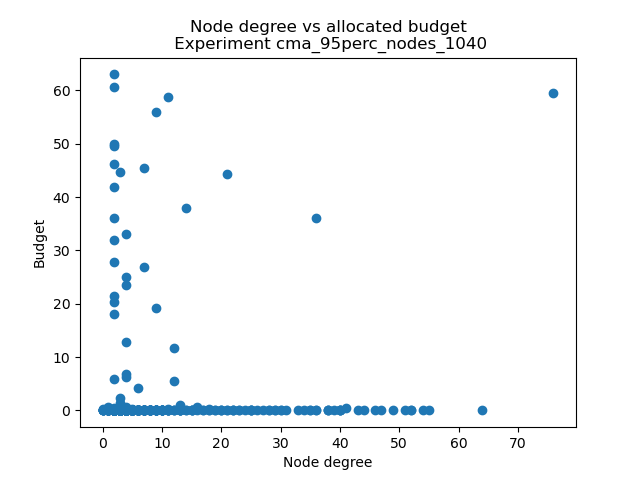 Node degree vs allocated budget
Experiment cma_95perc_nodes_1040
60
50
40
30
20
10
0
Budget
0 10 20 30 40 50 60 70
Node degree